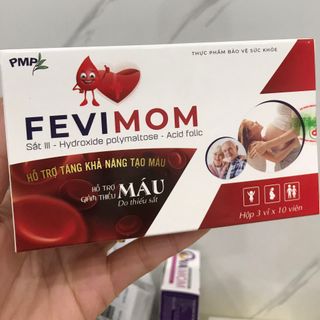 PMP
THỰC PHẨM BẢO VỆ SỨC KHỎE
FEVIMOM
Sắt III - Hydroxide polymaltose - Acid folic
HỖ TRỢ TĂNG KHẢ NĂNG TẠO MÁU
HỖ TRỢ
GIẢM THIỂU MÁU
Do thiếu sắt
Hộp 3 vỉ x 10 viên